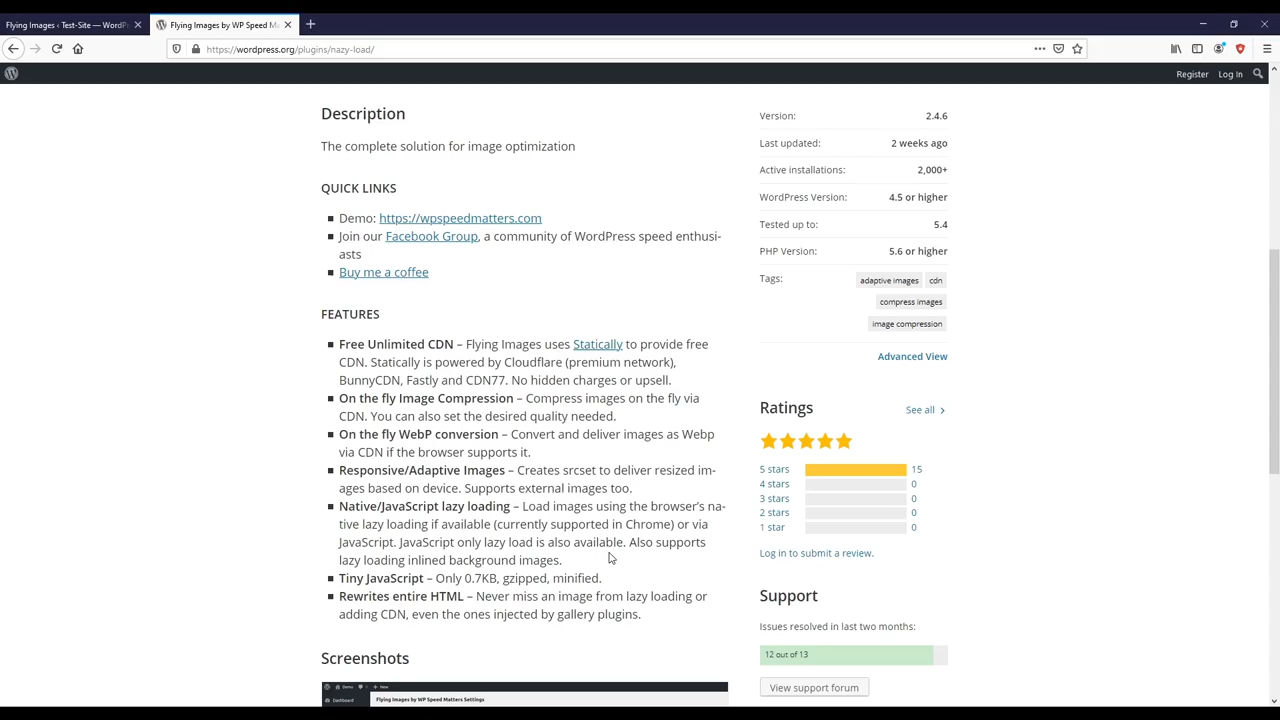 Flying Images ‹ Test-Site — WordP
Flying Images by WP Speed Ma
https://wordpress.org/plugins/nazy-load/
Register
Log In
Description
The complete solution for image optimization
QUICK LINKS
Demo: https://wpspeedmatters.com
Join our Facebook Group, a community of WordPress speed enthusi-
asts
Buy me a coffee
FEATURES
Free Unlimited CDN – Flying Images uses Statically to provide free
CDN. Statically is powered by Cloudflare (premium network),
BunnyCDN, Fastly and CDN77. No hidden charges or upsell.
On the fly Image Compression – Compress images on the fly via
CDN. You can also set the desired quality needed.
On the fly WebP conversion – Convert and deliver images as Webp
via CDN if the browser supports it.
Responsive/Adaptive Images – Creates srcset to deliver resized im-
ages based on device. Supports external images too.
Native/JavaScript lazy loading – Load images using the browser's na-
tive lazy loading if available (currently supported in Chrome) or via
JavaScript. JavaScript only lazy load is also available. Also supports
lazy loading inlined background images.
Tiny JavaScript – Only 0.7KB, gzipped, minified.
Rewrites entire HTML – Never miss an image from lazy loading or
adding CDN, even the ones injected by gallery plugins.
Screenshots
Demo
New
Dashboard
Flying Images by WP Speed Matters Settings
Version: 2.4.6
Last updated: 2 weeks ago
Active installations: 2,000+
WordPress Version: 4.5 or higher
Tested up to: 5.4
PHP Version: 5.6 or higher
Tags: adaptive images cdn
compress images
image compression
Advanced View
Ratings See all
5 stars 15
4 stars 0
3 stars 0
2 stars 0
1 star 0
Log in to submit a review.
Support
Issues resolved in last two months:
12 out of 13
View support forum